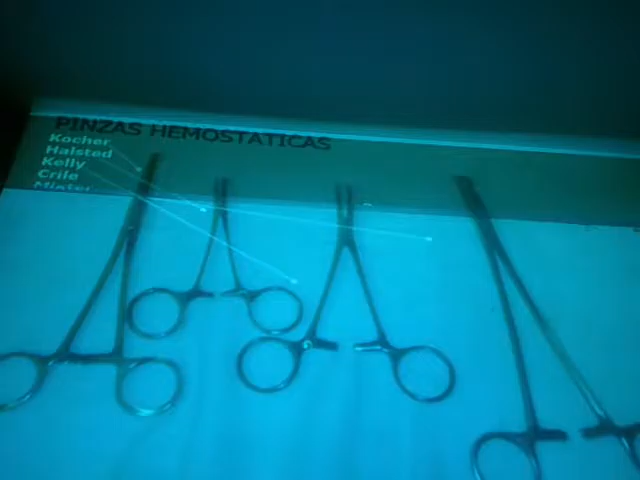 PINZAS HEMOSTATICAS
Kocher
Halsted
Kelly
Crile